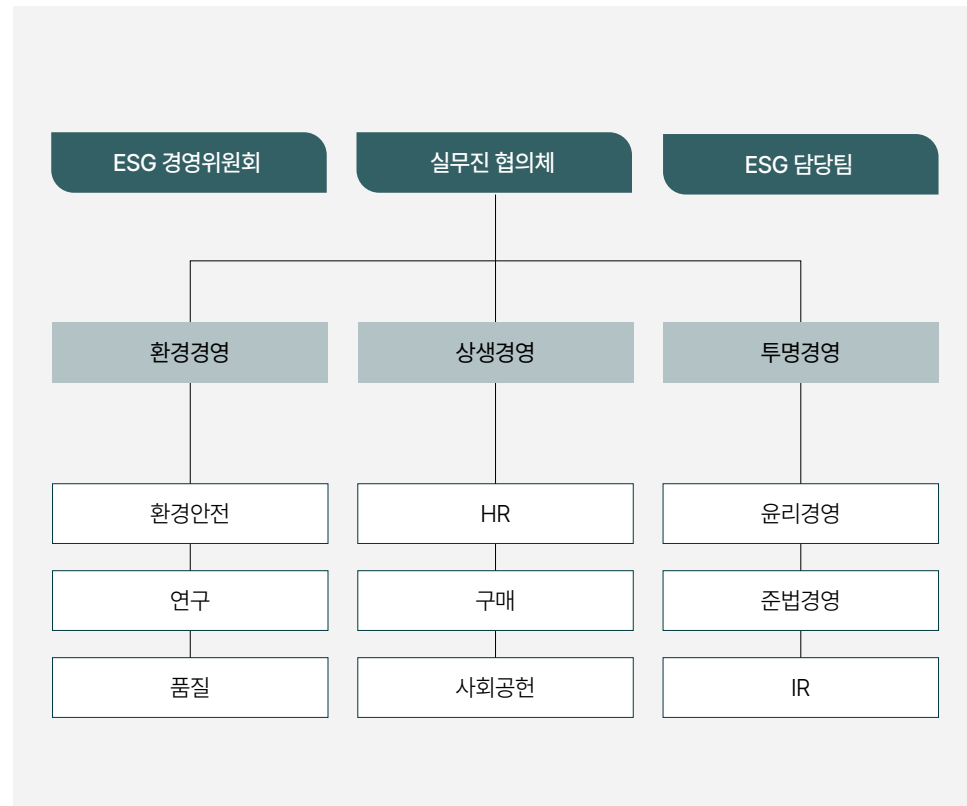 ESG 경영위원회
실무진 협의체
ESG 담당팀
환경경영
상생경영
투명경영
환경안전
HR
윤리경영
연구
구매
준법경영
품질
사회공헌
IR